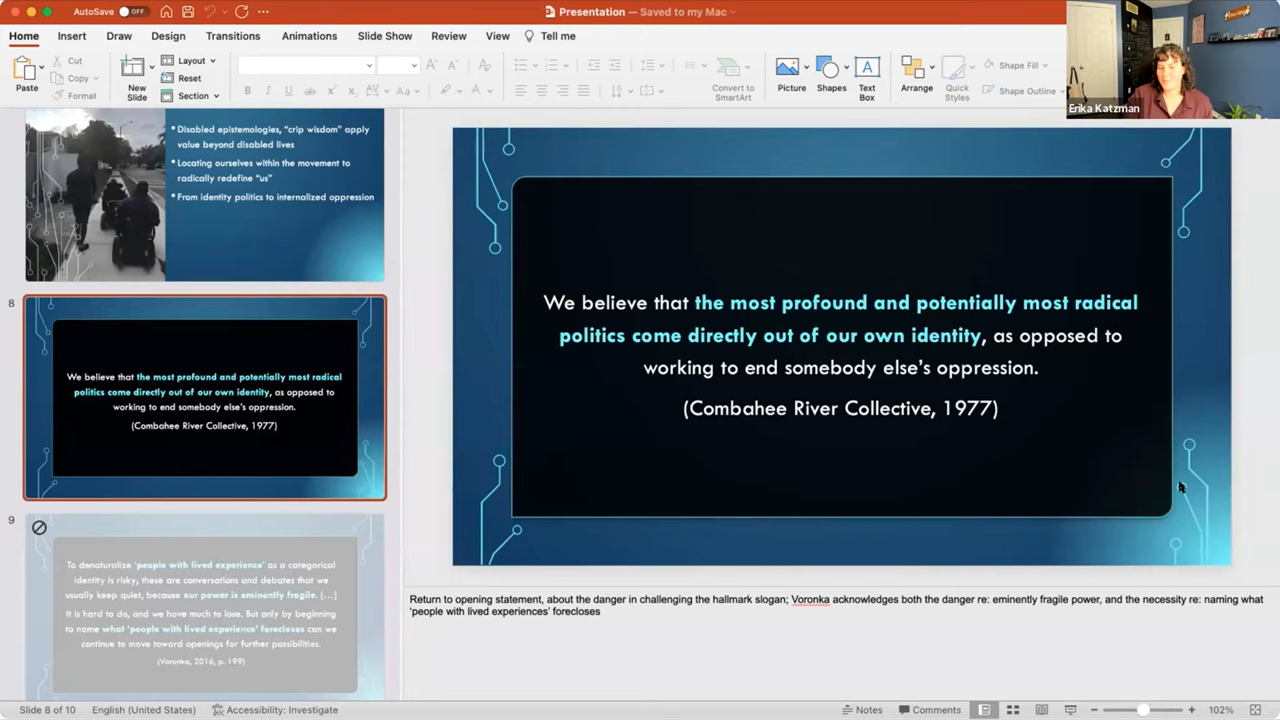 AutoSave OFF
Presentation — Saved to my Mac
Home Insert Draw Design Transitions Animations Slide Show Review View Tell me
Paste
Cut
Copy
Format
New Slide
Layout
Reset
Section
Convert to SmartArt
Picture
Shapes
Text Box
Arrange
Quick Styles
Shape Fill
Shape Outline
Erika Katzman
• Disabled epistemologies, “crip wisdom” apply
value beyond disabled lives
• Locating ourselves within the movement to
radically redefine “us”
• From identity politics to internalized oppression
8
We believe that the most profound and potentially most radical
politics come directly out of our own identity, as opposed to
working to end somebody else's oppression.
(Combahee River Collective, 1977)
9
To denaturalize ‘people with lived experience’ as a categorical
identity is risky; these are conversations and debates that we
usually keep quiet, because our power is eminently fragile. [...]
It is hard to do, and we have much to lose. But only by beginning
to name what ‘people with lived experience’ forecloses can we
continue to move toward openings for further possibilities.
(Voronka, 2016, p. 199)
We believe that the most profound and potentially most radical
politics come directly out of our own identity, as opposed to
working to end somebody else's oppression.
(Combahee River Collective, 1977)
Return to opening statement, about the danger in challenging the hallmark slogan; Voronka acknowledges both the danger re: eminently fragile power, and the necessity re: naming what
‘people with lived experiences’ forecloses
Slide 8 of 10 English (United States) Accessibility: Investigate Notes Comments 102%